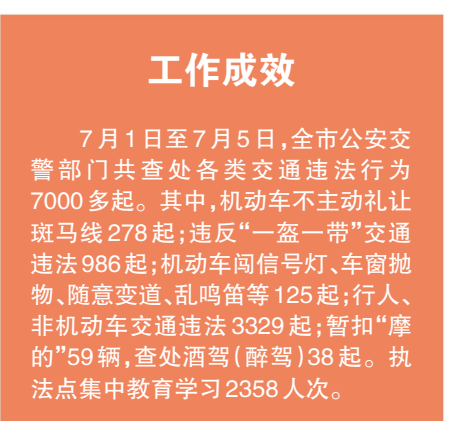 工作成效
7月1日至7月5日,全市公安交
警部门共查处各类交通违法行为
7000多起。其中,机动车不主动礼让
斑马线278起;违反“一盔一带”交通
违法986起;机动车闯信号灯、车窗抛
物、随意变道、乱鸣笛等125起;行人、
非机动车交通违法3329起;暂扣“摩
的”59辆,查处酒驾(醉驾)38起。执
法点集中教育学习2358人次。